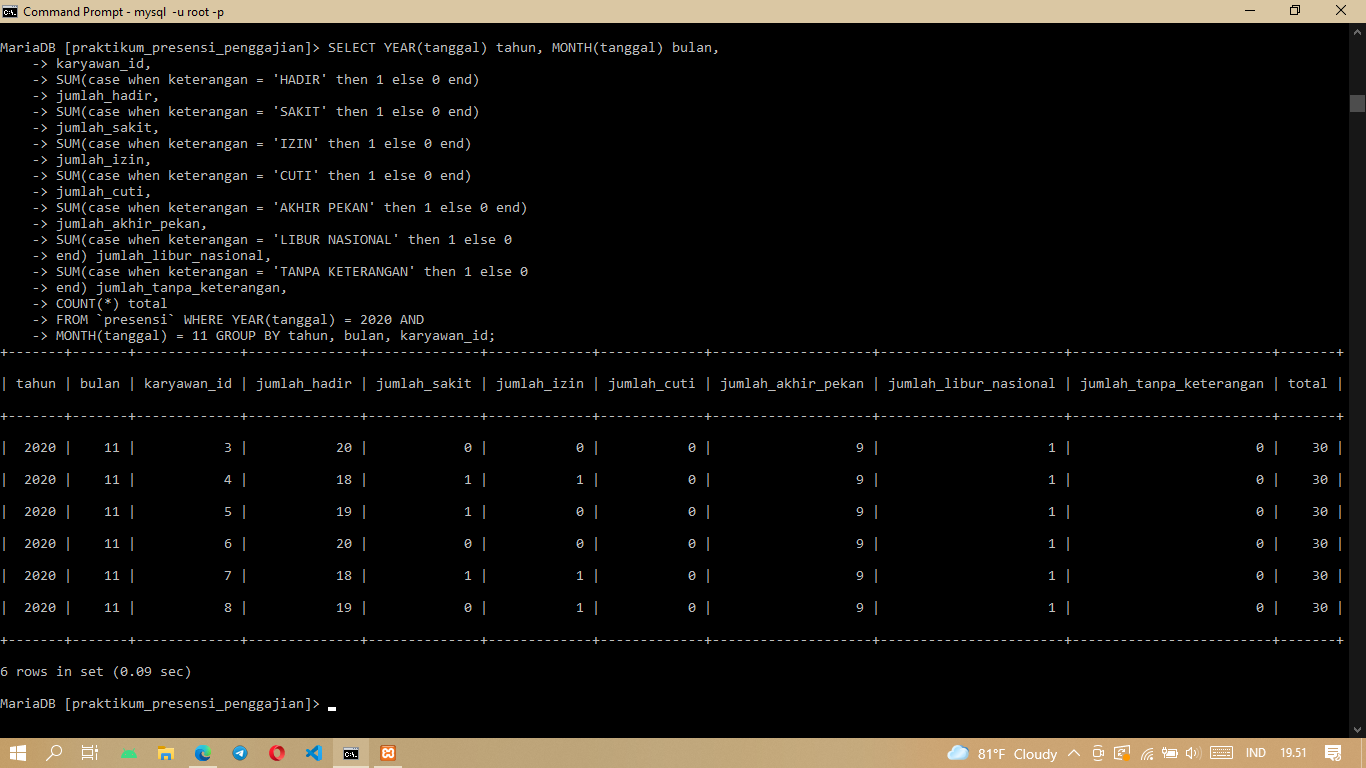 Command Prompt - mysql  -u root -p
MariaDB [praktikum_presensi_penggajian]> SELECT YEAR(tanggal) tahun, MONTH(tanggal) bulan,
    -> karyawan_id,
    -> SUM(case when keterangan = 'HADIR' then 1 else 0 end)
    -> jumlah_hadir,
    -> SUM(case when keterangan = 'SAKIT' then 1 else 0 end)
    -> jumlah_sakit,
    -> SUM(case when keterangan = 'IZIN' then 1 else 0 end)
    -> jumlah_izin,
    -> SUM(case when keterangan = 'CUTI' then 1 else 0 end)
    -> jumlah_cuti,
    -> SUM(case when keterangan = 'AKHIR PEKAN' then 1 else 0 end)
    -> jumlah_akhir_pekan,
    -> SUM(case when keterangan = 'LIBUR NASIONAL' then 1 else 0
    -> end) jumlah_libur_nasional,
    -> SUM(case when keterangan = 'TANPA KETERANGAN' then 1 else 0
    -> end) jumlah_tanpa_keterangan,
    -> COUNT(*) total
    -> FROM `presensi` WHERE YEAR(tanggal) = 2020 AND
    -> MONTH(tanggal) = 11 GROUP BY tahun, bulan, karyawan_id;
+-------+-------+-------------+--------------+--------------+-------------+-------------+--------------------+-----------------------+-------------------------+-------+
| tahun | bulan | karyawan_id | jumlah_hadir | jumlah_sakit | jumlah_izin | jumlah_cuti | jumlah_akhir_pekan | jumlah_libur_nasional | jumlah_tanpa_keterangan | total |
+-------+-------+-------------+--------------+--------------+-------------+-------------+--------------------+-----------------------+-------------------------+-------+
|  2020 |    11 |           3 |           20 |            0 |           0 |           0 |                  9 |                     1 |                       0 |    30 |
|  2020 |    11 |           4 |           18 |            1 |           1 |           0 |                  9 |                     1 |                       0 |    30 |
|  2020 |    11 |           5 |           19 |            1 |           0 |           0 |                  9 |                     1 |                       0 |    30 |
|  2020 |    11 |           6 |           20 |            0 |           0 |           0 |                  9 |                     1 |                       0 |    30 |
|  2020 |    11 |           7 |           18 |            1 |           1 |           0 |                  9 |                     1 |                       0 |    30 |
|  2020 |    11 |           8 |           19 |            0 |           1 |           0 |                  9 |                     1 |                       0 |    30 |
+-------+-------+-------------+--------------+--------------+-------------+-------------+--------------------+-----------------------+-------------------------+-------+
6 rows in set (0.09 sec)
MariaDB [praktikum_presensi_penggajian]>
81°F Cloudy IND 19.51